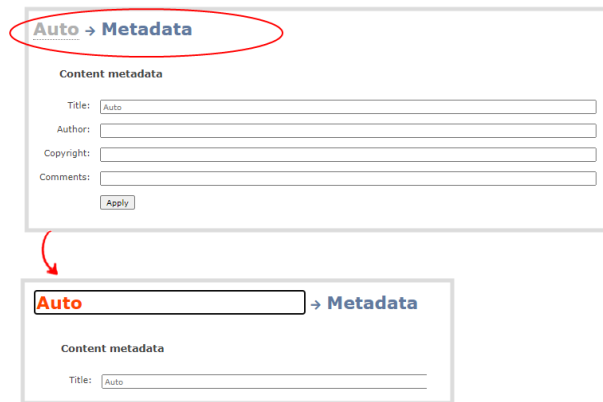 Auto → Metadata
Content metadata
Title: Auto
Author:
Copyright:
Comments:
Apply
Auto → Metadata
Content metadata
Title: Auto